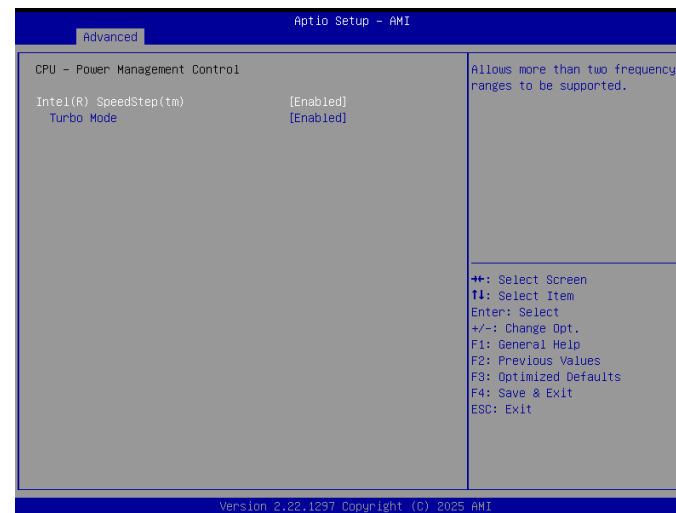 Aptio Setup – AMI
Advanced
CPU – Power Management Control
Intel(R) SpeedStep(tm) [Enabled]
Turbo Mode [Enabled]
Allows more than two frequency
ranges to be supported.
→←: Select Screen
↑↓: Select Item
Enter: Select
+/-: Change Opt.
F1: General Help
F2: Previous Values
F3: Optimized Defaults
F4: Save & Exit
ESC: Exit
Version 2.22.1297 Copyright (C) 2025 AMI